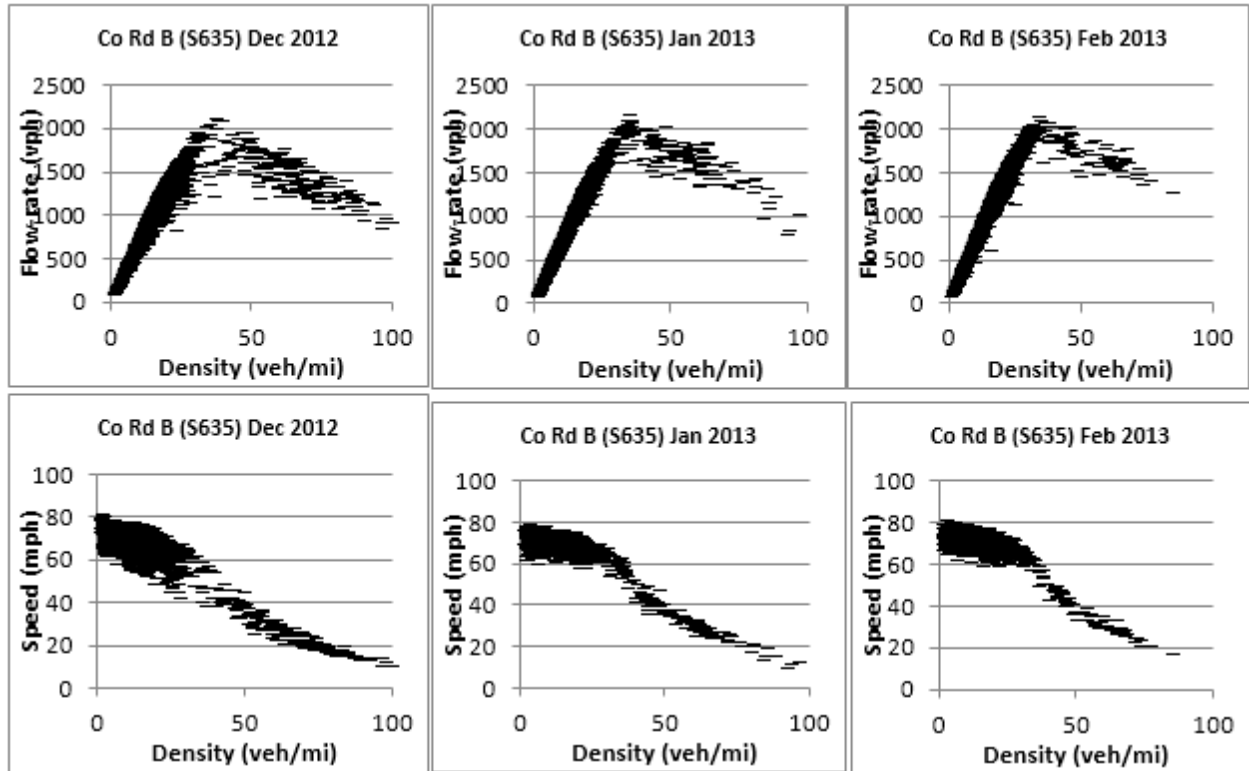 Co Rd B (S635) Dec 2012
2500
2000
1500
1000
500
0
Flow-rate (vph)
0 50 100
Density (veh/mi)
Co Rd B (S635) Jan 2013
2500
2000
1500
1000
500
0
Flow-rate (vph)
0 50 100
Density (veh/mi)
Co Rd B (S635) Feb 2013
2500
2000
1500
1000
500
0
Flow-rate (vph)
0 50 100
Density (veh/mi)
Co Rd B (S635) Dec 2012
100
80
60
40
20
0
Speed (mph)
0 50 100
Density (veh/mi)
Co Rd B (S635) Jan 2013
100
80
60
40
20
0
Speed (mph)
0 50 100
Density (veh/mi)
Co Rd B (S635) Feb 2013
100
80
60
40
20
0
Speed (mph)
0 50 100
Density (veh/mi)